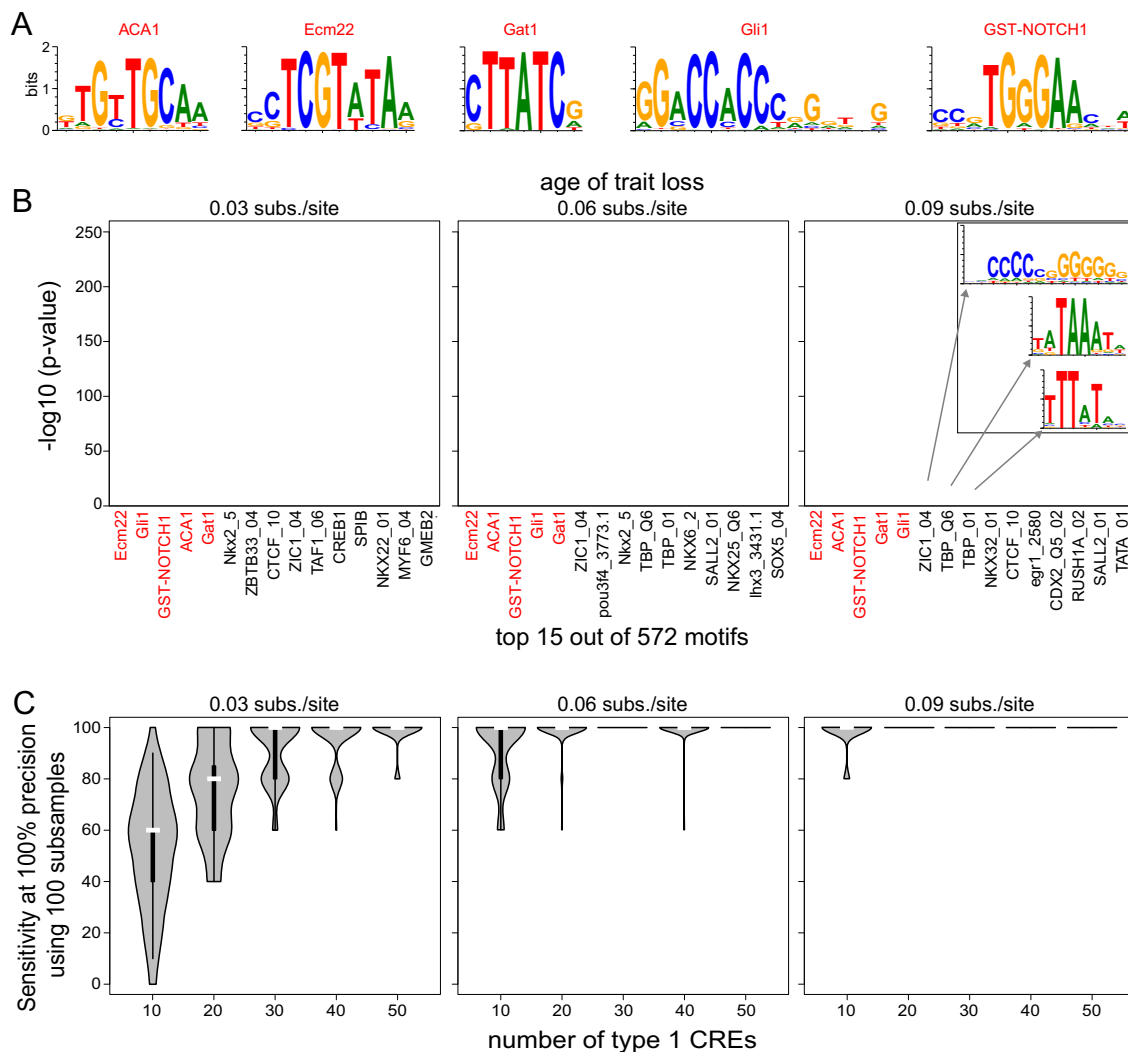 A
ACA1
Ecm22
Gat1
Gli1
GST-NOTCH1
bits
2
1
0
age of trait loss
B
0.03 subs./site
0.06 subs./site
0.09 subs./site
-log10 (p-value)
250
200
150
100
50
0
Ecm22
Gli1
GST-NOTCH1
ACA1
Gat1
Nkx2_5
ZBTB33_04
CTCF_10
ZIC1_04
TAF1_06
CREB1
SPIB
NKX22_01
MYF6_04
GMEB2
Ecm22
ACA1
GST-NOTCH1
Gli1
Gat1
ZIC1_04
pou3f4_3773.1
Nkx2_5
TBP_Q6
TBP_01
NKX6_2
SALL2_01
NKX25_Q6
lhx3_3431.1
SOX5_04
Ecm22
ACA1
GST-NOTCH1
Gat1
Gli1
ZIC1_04
TBP_Q6
TBP_01
NKX32_01
CTCF_10
egr1_2580
CDX2_Q5_02
RUSH1A_02
SALL2_01
TATA_01
top 15 out of 572 motifs
C
0.03 subs./site
0.06 subs./site
0.09 subs./site
Sensitivity at 100% precision
using 100 subsamples
100
80
60
40
20
0
10 20 30 40 50
10 20 30 40 50
10 20 30 40 50
number of type 1 CREs